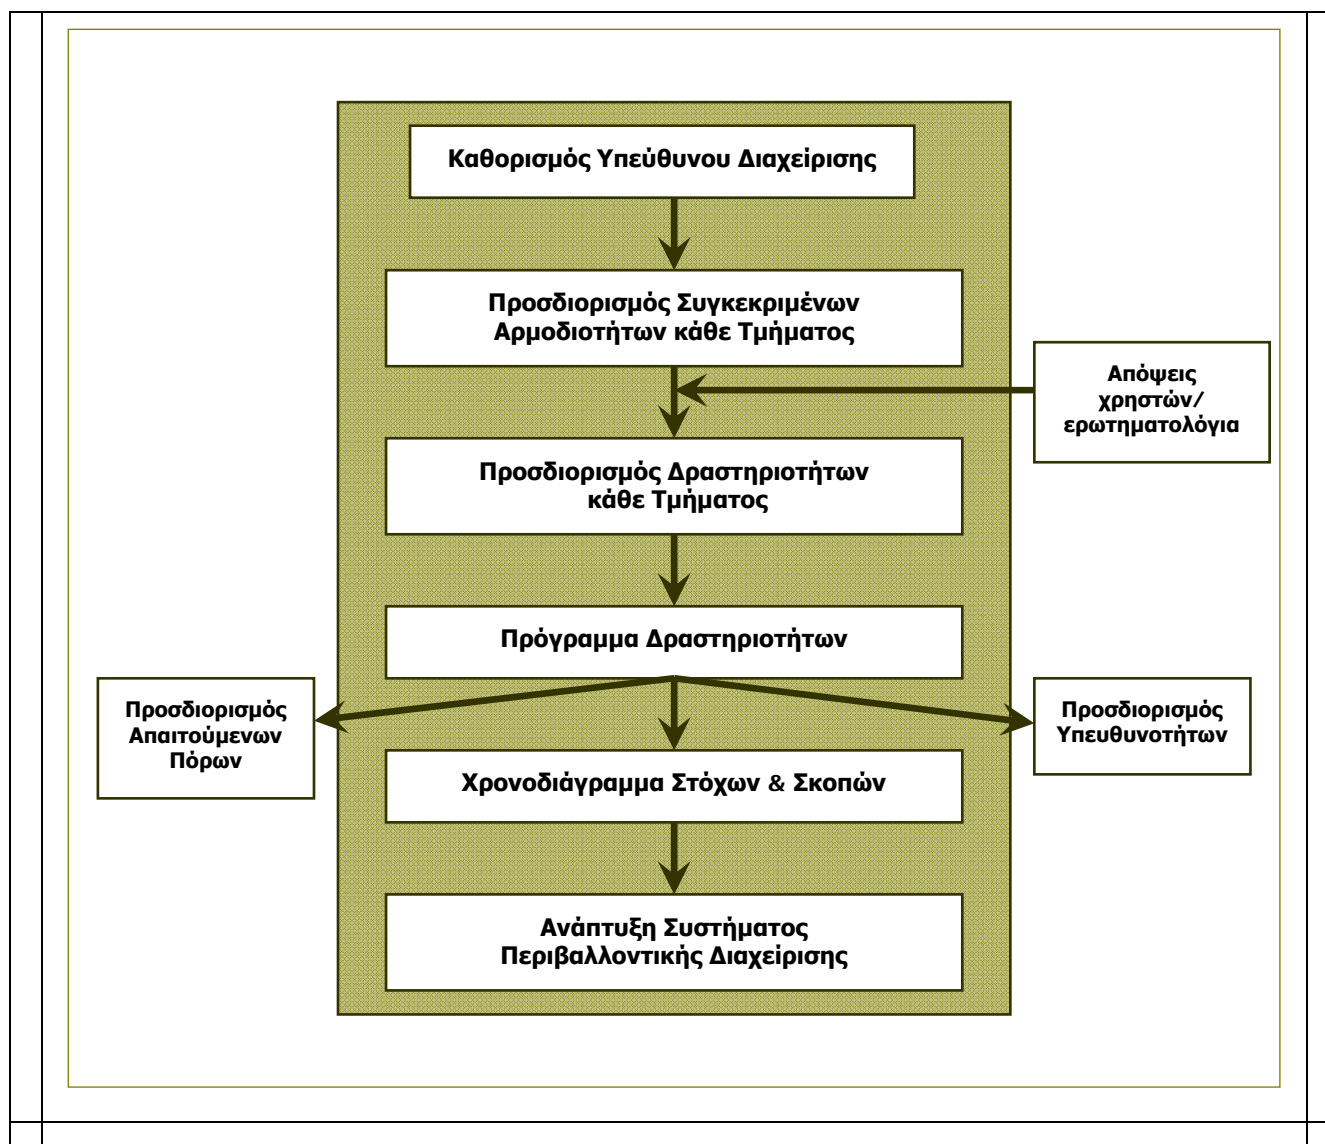 Καθορισμός Υπεύθυνου Διαχείρισης
Προσδιορισμός Συγκεκριμένων
Αρμοδιοτήτων κάθε Τμήματος
Απόψεις
χρηστών/
ερωτηματολόγια
Προσδιορισμός Δραστηριοτήτων
κάθε Τμήματος
Πρόγραμμα Δραστηριοτήτων
Προσδιορισμός
Απαιτούμενων
Πόρων
Προσδιορισμός
Υπευθυνοτήτων
Χρονοδιάγραμμα Στόχων & Σκοπών
Ανάπτυξη Συστήματος
Περιβαλλοντικής Διαχείρισης